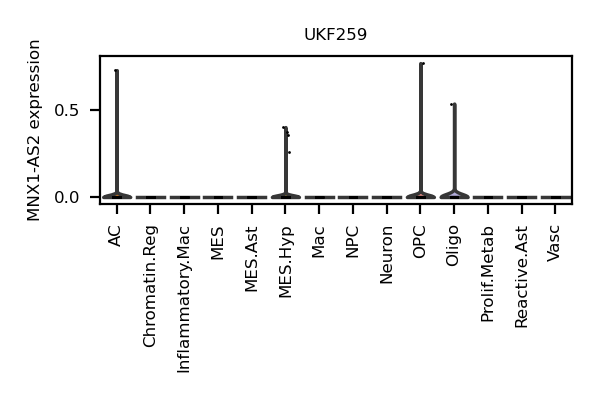 UKF259
MNX1-AS2 expression
0.5
0.0
AC
Chromatin.Reg
Inflammatory.Mac
MES
MES.Ast
MES.Hyp
Mac
NPC
Neuron
OPC
Oligo
Prolif.Metab
Reactive.Ast
Vasc